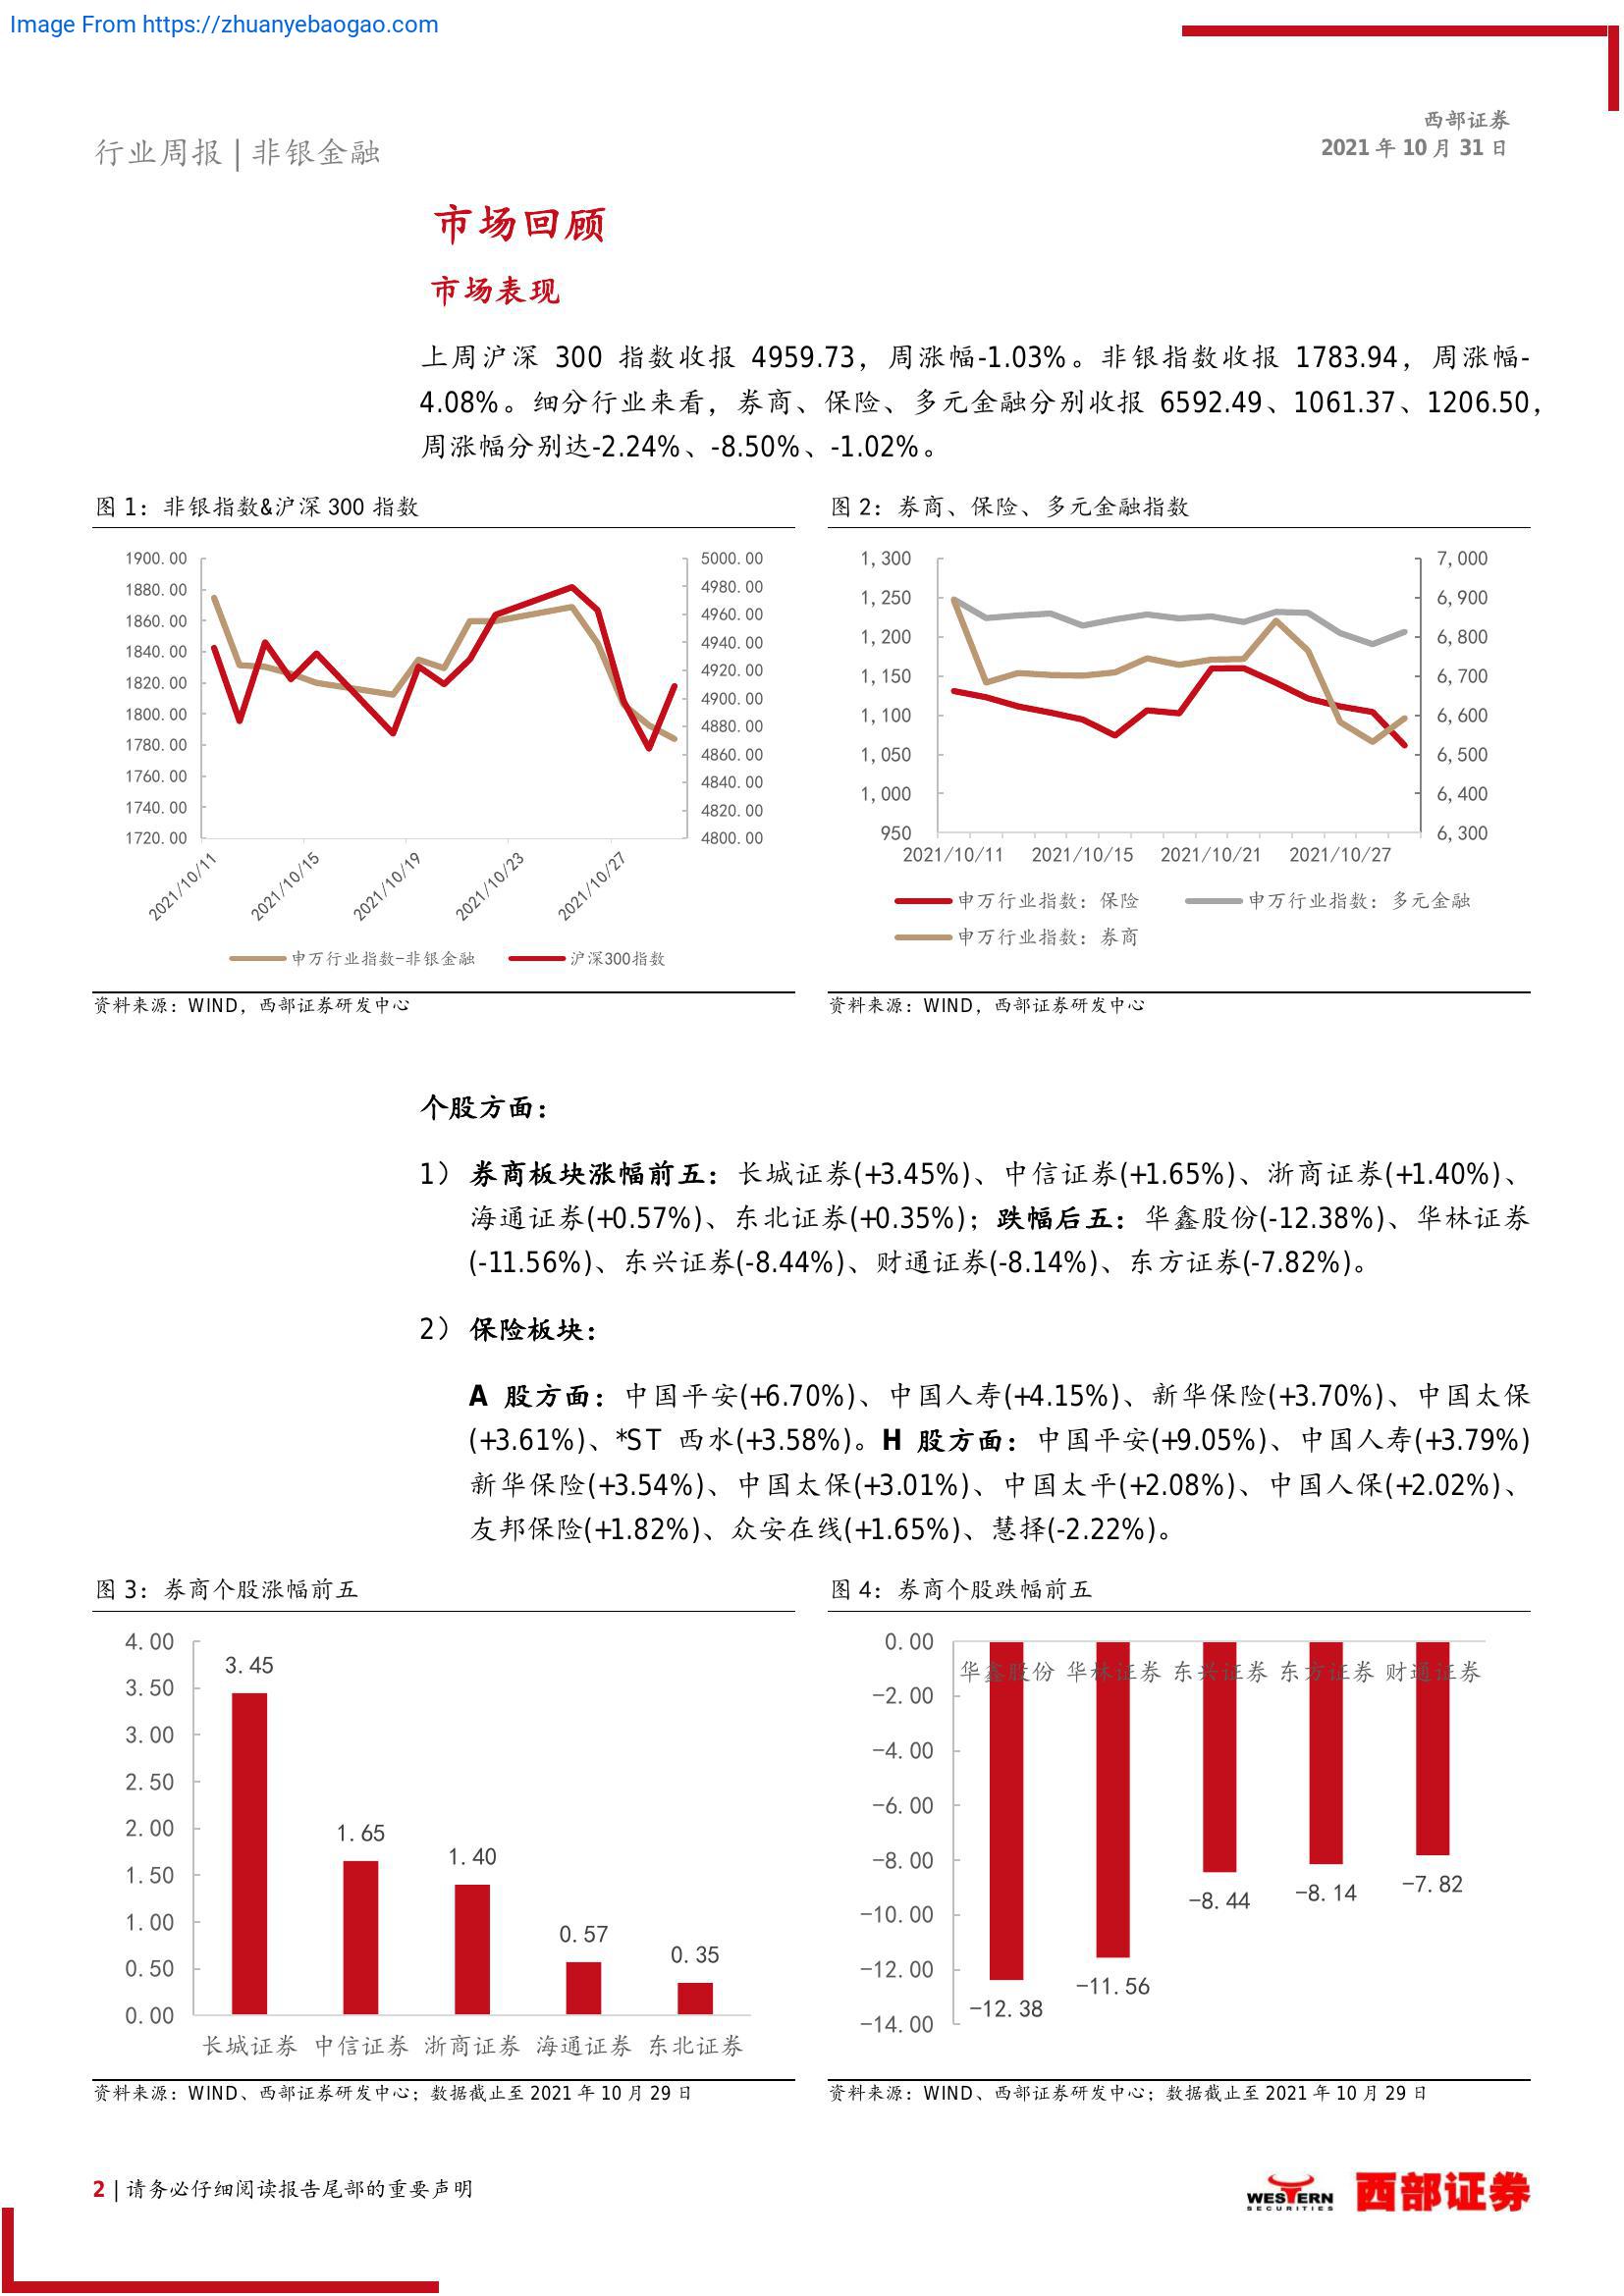 Image From https://zhuanyebaogao.com
西部证券
行业周报 | 非银金融
2021 年 10 月 31 日
市场回顾
市场表现
上周沪深 300 指数收报 4959.73，周涨幅-1.03%。非银指数收报 1783.94，周涨幅-
4.08%。细分行业来看，券商、保险、多元金融分别收报 6592.49、1061.37、1206.50，
周涨幅分别达-2.24%、-8.50%、-1.02%。
图 1：非银指数&沪深 300 指数
1900.00
1880.00
1860.00
1840.00
1820.00
1800.00
1780.00
1760.00
1740.00
1720.00
5000.00
4980.00
4960.00
4940.00
4920.00
4900.00
4880.00
4860.00
4840.00
4820.00
4800.00
2021/10/11
2021/10/15
2021/10/19
2021/10/23
2021/10/27
申万行业指数-非银金融
沪深300指数
资料来源：WIND，西部证券研发中心
图 2：券商、保险、多元金融指数
1,300
1,250
1,200
1,150
1,100
1,050
1,000
950
7,000
6,900
6,800
6,700
6,600
6,500
6,400
6,300
2021/10/11
2021/10/15
2021/10/21
2021/10/27
申万行业指数：保险
申万行业指数：多元金融
申万行业指数：券商
资料来源：WIND，西部证券研发中心
个股方面：
1） 券商板块涨幅前五：长城证券(+3.45%)、中信证券(+1.65%)、浙商证券(+1.40%)、
海通证券(+0.57%)、东北证券(+0.35%)；跌幅后五：华鑫股份(-12.38%)、华林证券
(-11.56%)、东兴证券(-8.44%)、财通证券(-8.14%)、东方证券(-7.82%)。
2） 保险板块：
A 股方面：中国平安(+6.70%)、中国人寿(+4.15%)、新华保险(+3.70%)、中国太保
(+3.61%)、*ST 西水(+3.58%)。H 股方面：中国平安(+9.05%)、中国人寿(+3.79%)
新华保险(+3.54%)、中国太保(+3.01%)、中国太平(+2.08%)、中国人保(+2.02%)、
友邦保险(+1.82%)、众安在线(+1.65%)、慧择(-2.22%)。
图 3：券商个股涨幅前五
4.00
3.50
3.00
2.50
2.00
1.50
1.00
0.50
0.00
3.45
1.65
1.40
0.57
0.35
长城证券 中信证券 浙商证券 海通证券 东北证券
资料来源：WIND、西部证券研发中心；数据截止至 2021 年 10 月 29 日
图 4：券商个股跌幅前五
0.00
-2.00
-4.00
-6.00
-8.00
-10.00
-12.00
-14.00
华鑫股份 华林证券 东兴证券 东方证券 财通证券
-12.38
-11.56
-8.44
-8.14
-7.82
资料来源：WIND、西部证券研发中心；数据截止至 2021 年 10 月 29 日
2 | 请务必仔细阅读报告尾部的重要声明
WESTERN
SECURITIES
西部证券